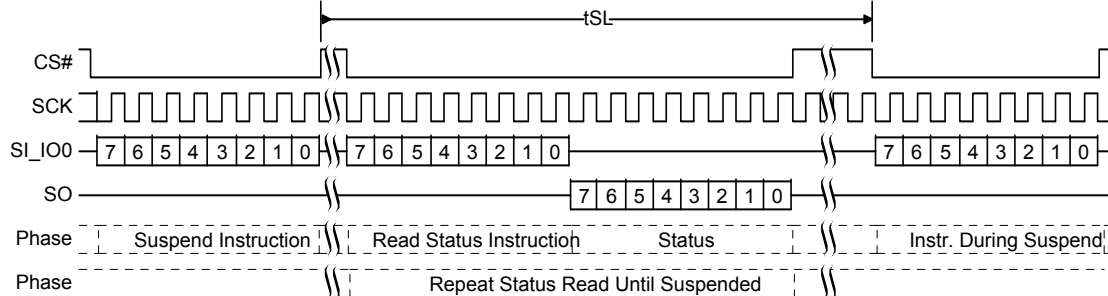 tSL
CS#
SCK
SI_IO0 7 6 5 4 3 2 1 0 7 6 5 4 3 2 1 0 7 6 5 4 3 2 1 0
SO 7 6 5 4 3 2 1 0
Phase Suspend Instruction Read Status Instruction Status Instr. During Suspend
Phase Repeat Status Read Until Suspended